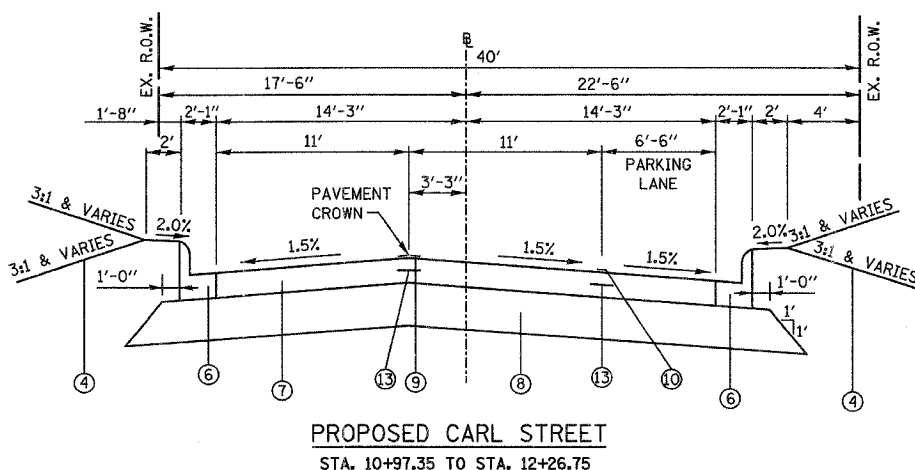 EX. R.O.W.
℄
EX. R.O.W.
40'
17'-6"
22'-6"
1'-8"
2'-1"
14'-3"
14'-3"
2'-1"
2'
4'
2'
11'
11'
6'-6"
PARKING
LANE
3'-3"
PAVEMENT
CROWN
3:1 & VARIES
2.0%
2.0%
3:1 & VARIES
3:1 & VARIES
1.5%
1.5%
1.5%
3:1 & VARIES
1'-0"
1'-0"
1'
1'
4
6
7
13
9
8
13
10
6
4
PROPOSED CARL STREET
STA. 10+97.35 TO STA. 12+26.75